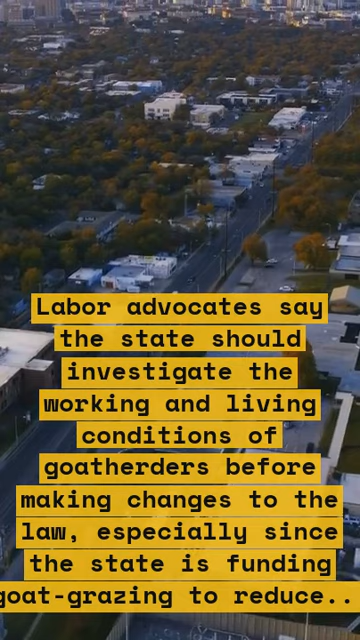 Labor advocates say
the state should
investigate the
working and living
conditions of
goatherders before
making changes to the
law, especially since
the state is funding
goat-grazing to reduce...